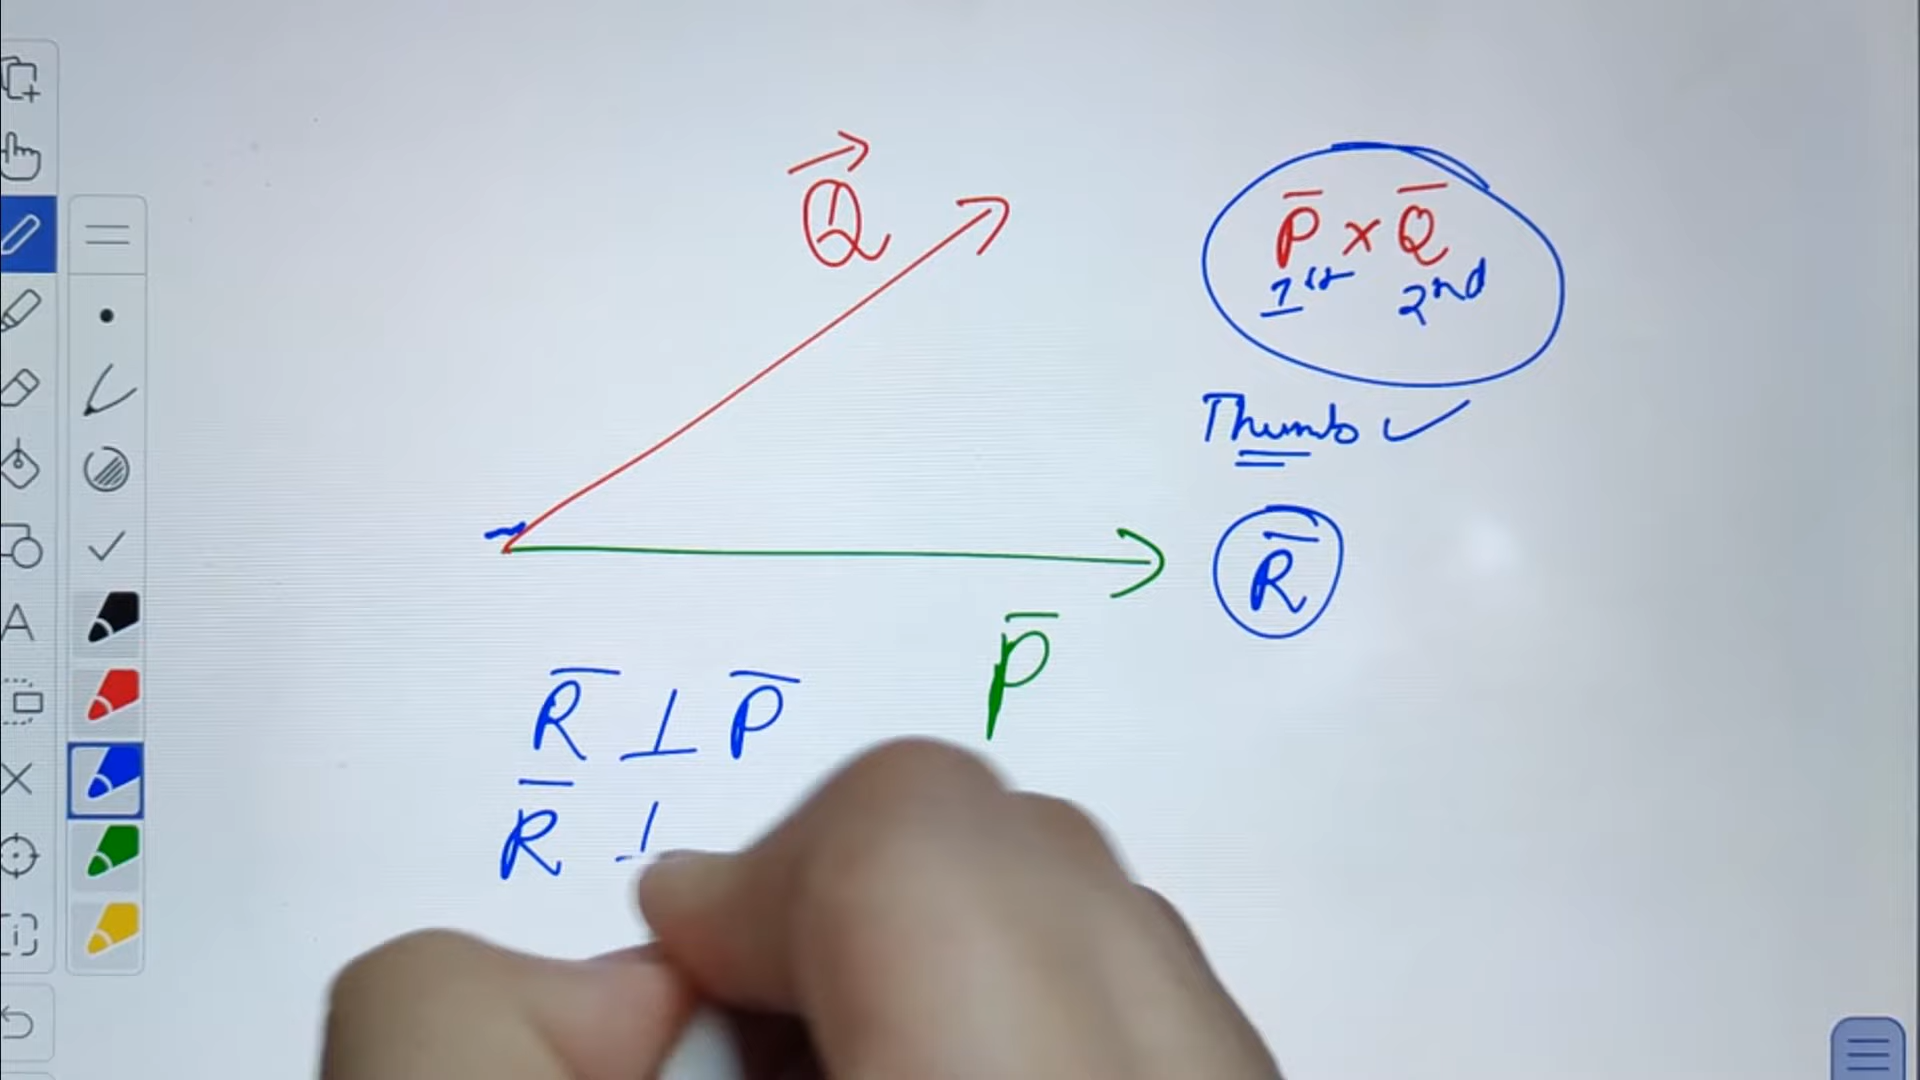 Q⃗
P̅ x Q̅
1st 2nd
Thumb ✓
R̅
P̅
R̅ ⊥ P̅
R̅ ⊥
A